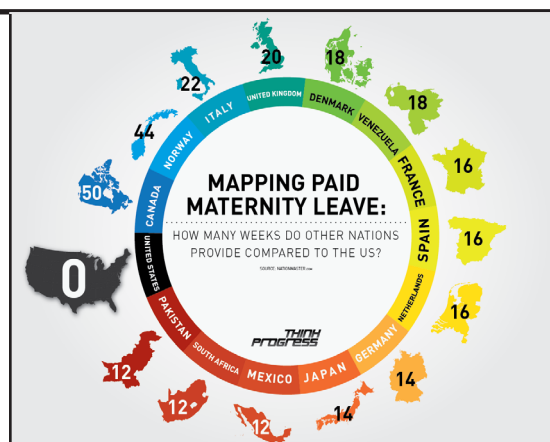 MAPPING PAID
MATERNITY LEAVE:
HOW MANY WEEKS DO OTHER NATIONS
PROVIDE COMPARED TO THE US?
SOURCE: NATIONMASTER.com
THINK
PROGRESS
UNITED STATES
0
CANADA
50
NORWAY
44
ITALY
22
UNITED KINGDOM
20
DENMARK
18
VENEZUELA
18
FRANCE
16
SPAIN
16
NETHERLANDS
16
GERMANY
14
JAPAN
14
MEXICO
12
SOUTH AFRICA
12
PAKISTAN
12